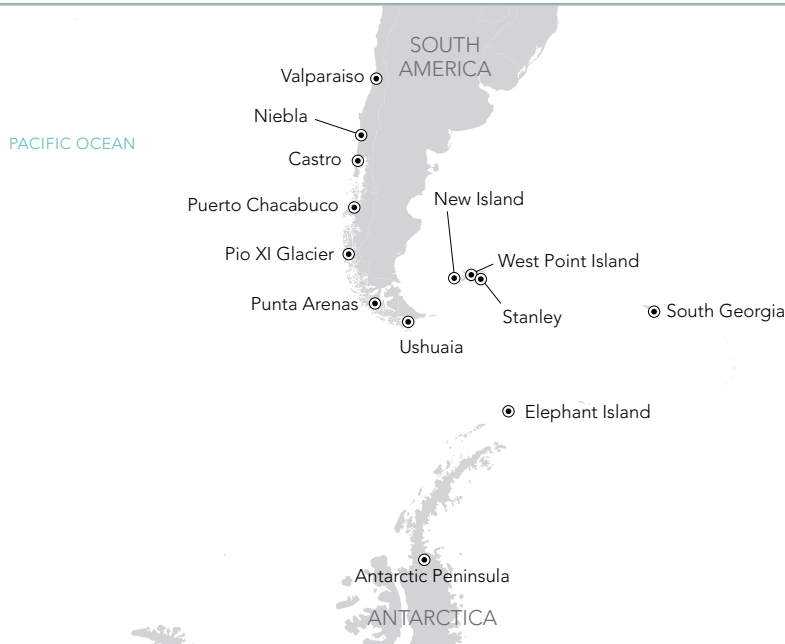 SOUTH
AMERICA
Valparaiso
Niebla
PACIFIC OCEAN
Castro
New Island
Puerto Chacabuco
Pio XI Glacier
West Point Island
Punta Arenas
Stanley
South Georgia
Ushuaia
Elephant Island
Antarctic Peninsula
ANTARCTICA